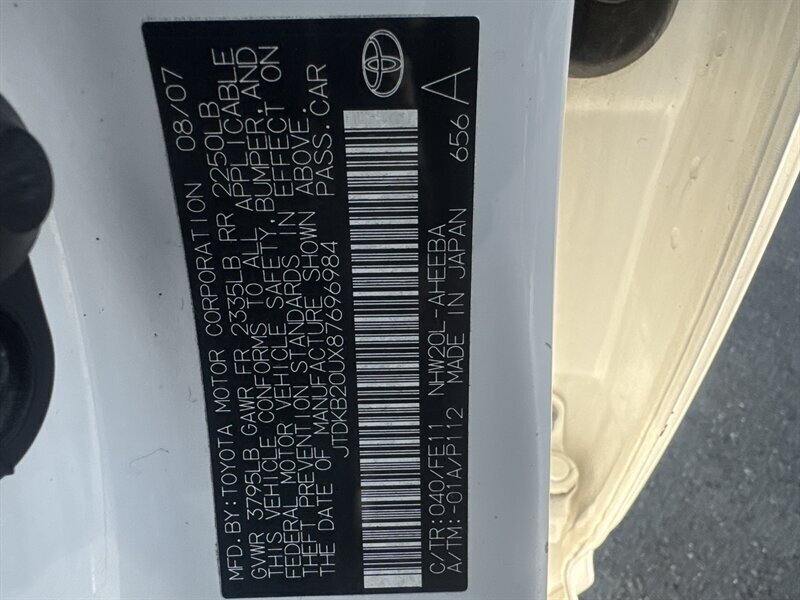 MFD. BY: TOYOTA MOTOR CORPORATION 08/07
GVWR 3795LB GAWR FR 2335LB RR 2250LB
THIS VEHICLE CONFORMS TO ALL APPLICABLE
FEDERAL MOTOR VEHICLE SAFETY, BUMPER, AND
THEFT PREVENTION STANDARDS IN EFFECT ON
THE DATE OF MANUFACTURE SHOWN ABOVE.
JTDKB20UX87696984 PASS. CAR
C/TR: 040/FE11 NHW20L-AHEEBA 656 A
A/TM: -01A/P112 MADE IN JAPAN